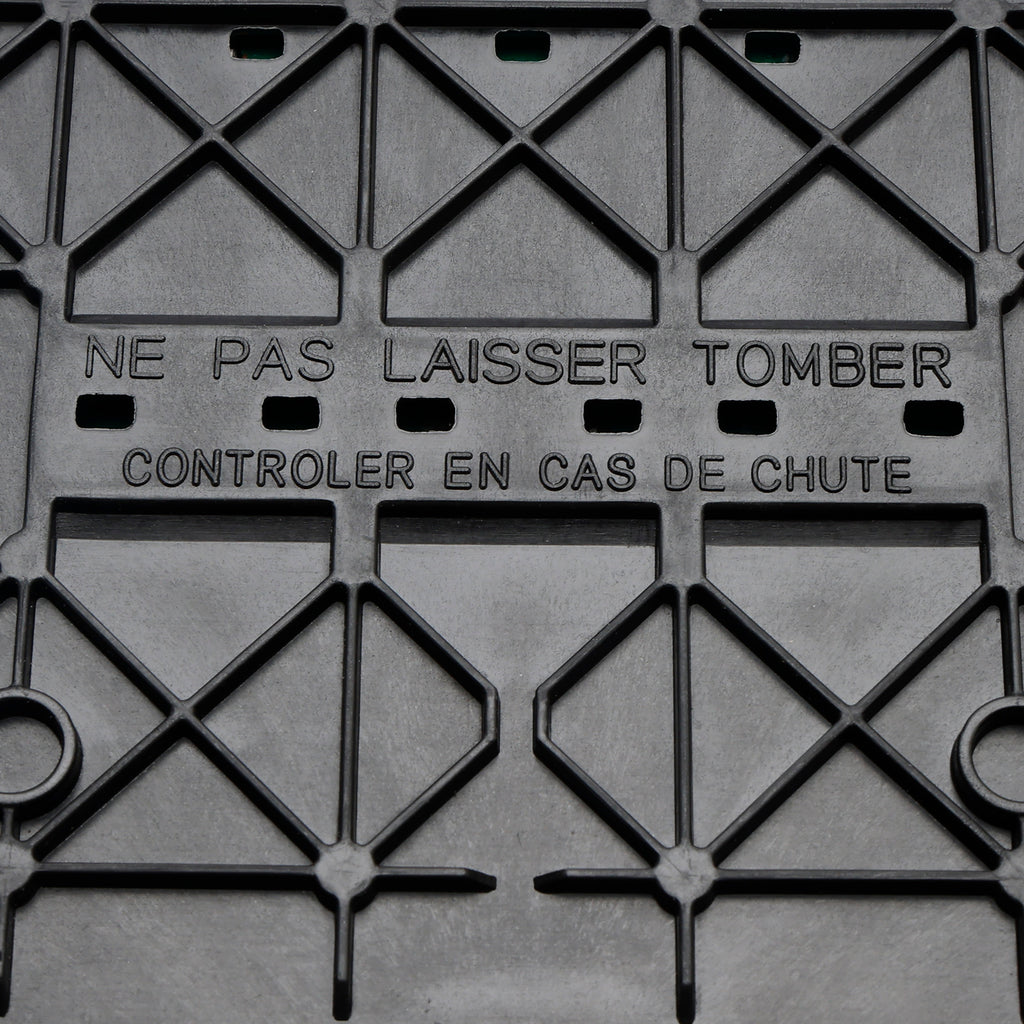 NE PAS LAISSER TOMBER
CONTROLER EN CAS DE CHUTE